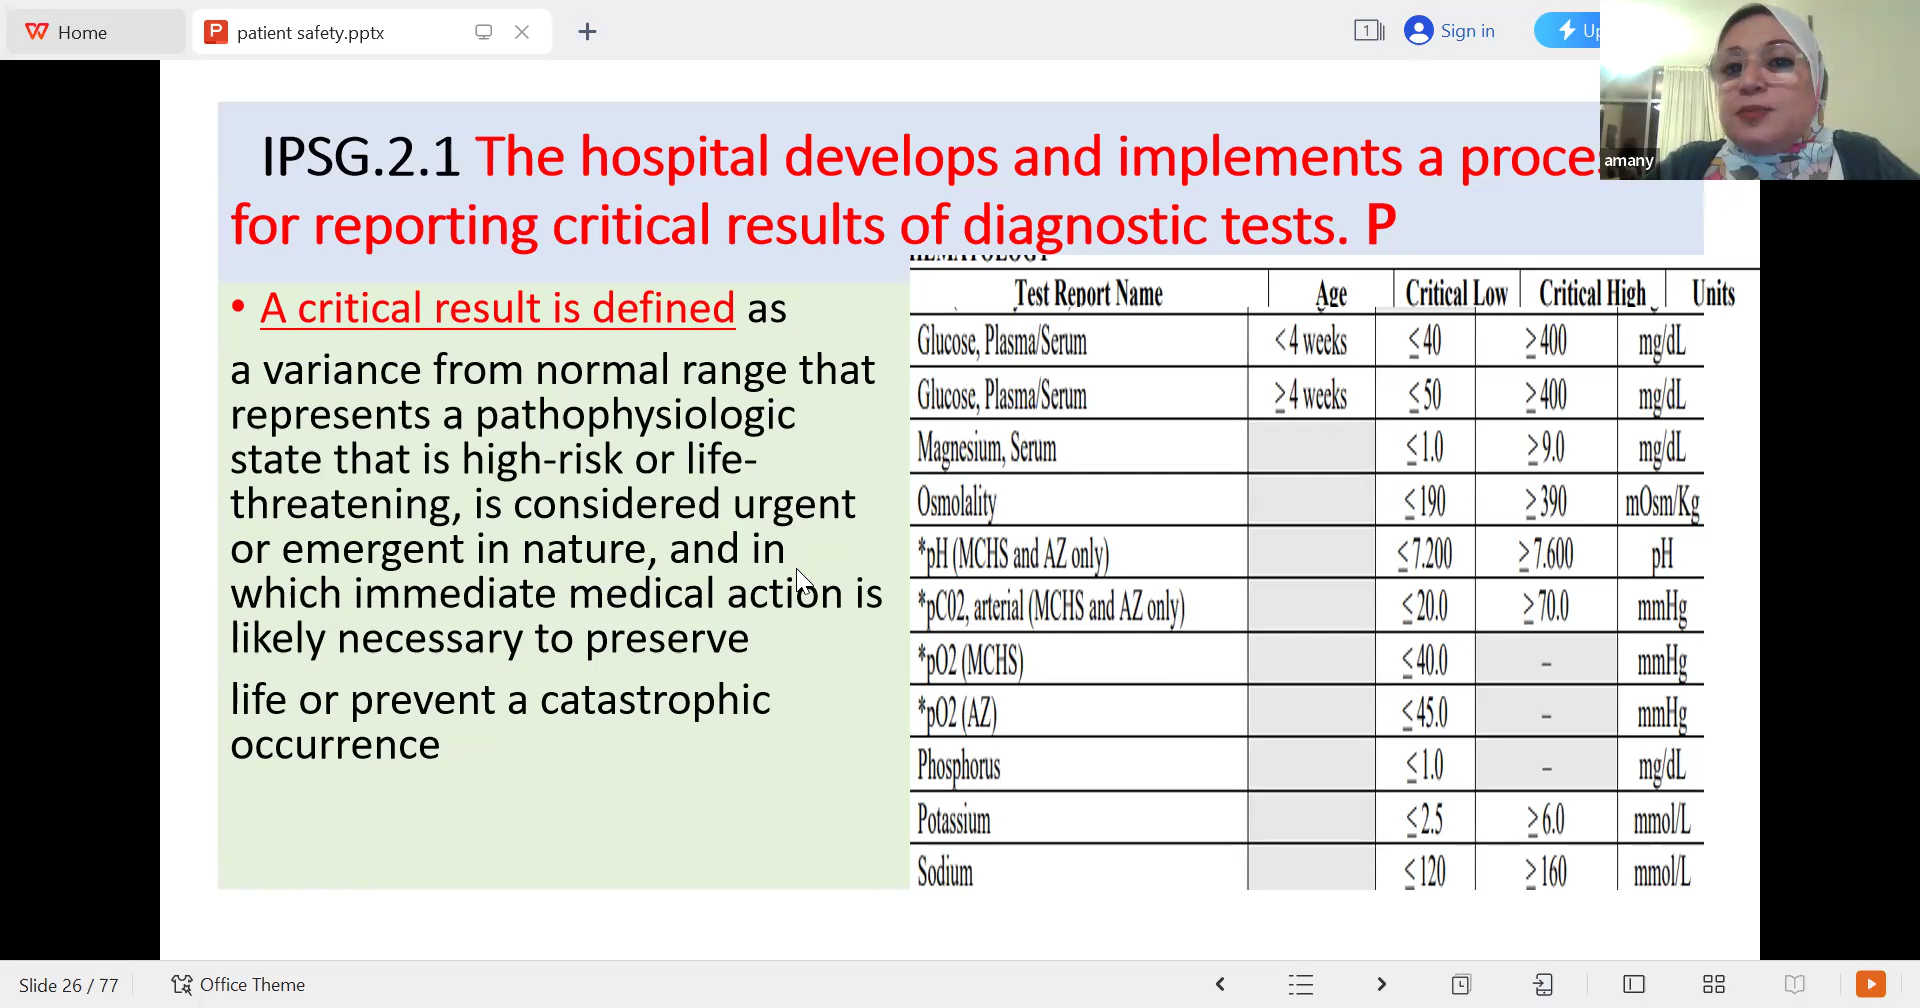 Home
patient safety.pptx
1
Sign in
amany
IPSG.2.1 The hospital develops and implements a
for reporting critical results of diagnostic tests. P
• A critical result is defined as
a variance from normal range that
represents a pathophysiologic
state that is high-risk or life-
threatening, is considered urgent
or emergent in nature, and in
which immediate medical action is
likely necessary to preserve
life or prevent a catastrophic
occurrence
Test Report Name Age Critical Low Critical High Units
Glucose, Plasma/Serum <4 weeks ≤40 ≥400 mg/dL
Glucose, Plasma/Serum ≥4 weeks ≤50 ≥400 mg/dL
Magnesium, Serum ≤1.0 ≥9.0 mg/dL
Osmolality ≤190 ≥390 mOsm/Kg
*pH (MCHS and AZ only) ≤7.200 ≥7.600 pH
*pCO2, arterial (MCHS and AZ only) ≤20.0 ≥70.0 mmHg
*pO2 (MCHS) ≤40.0 – mmHg
*pO2 (AZ) ≤45.0 – mmHg
Phosphorus ≤1.0 – mg/dL
Potassium ≤2.5 ≥6.0 mmol/L
Sodium ≤120 ≥160 mmol/L
Slide 26 / 77
Office Theme